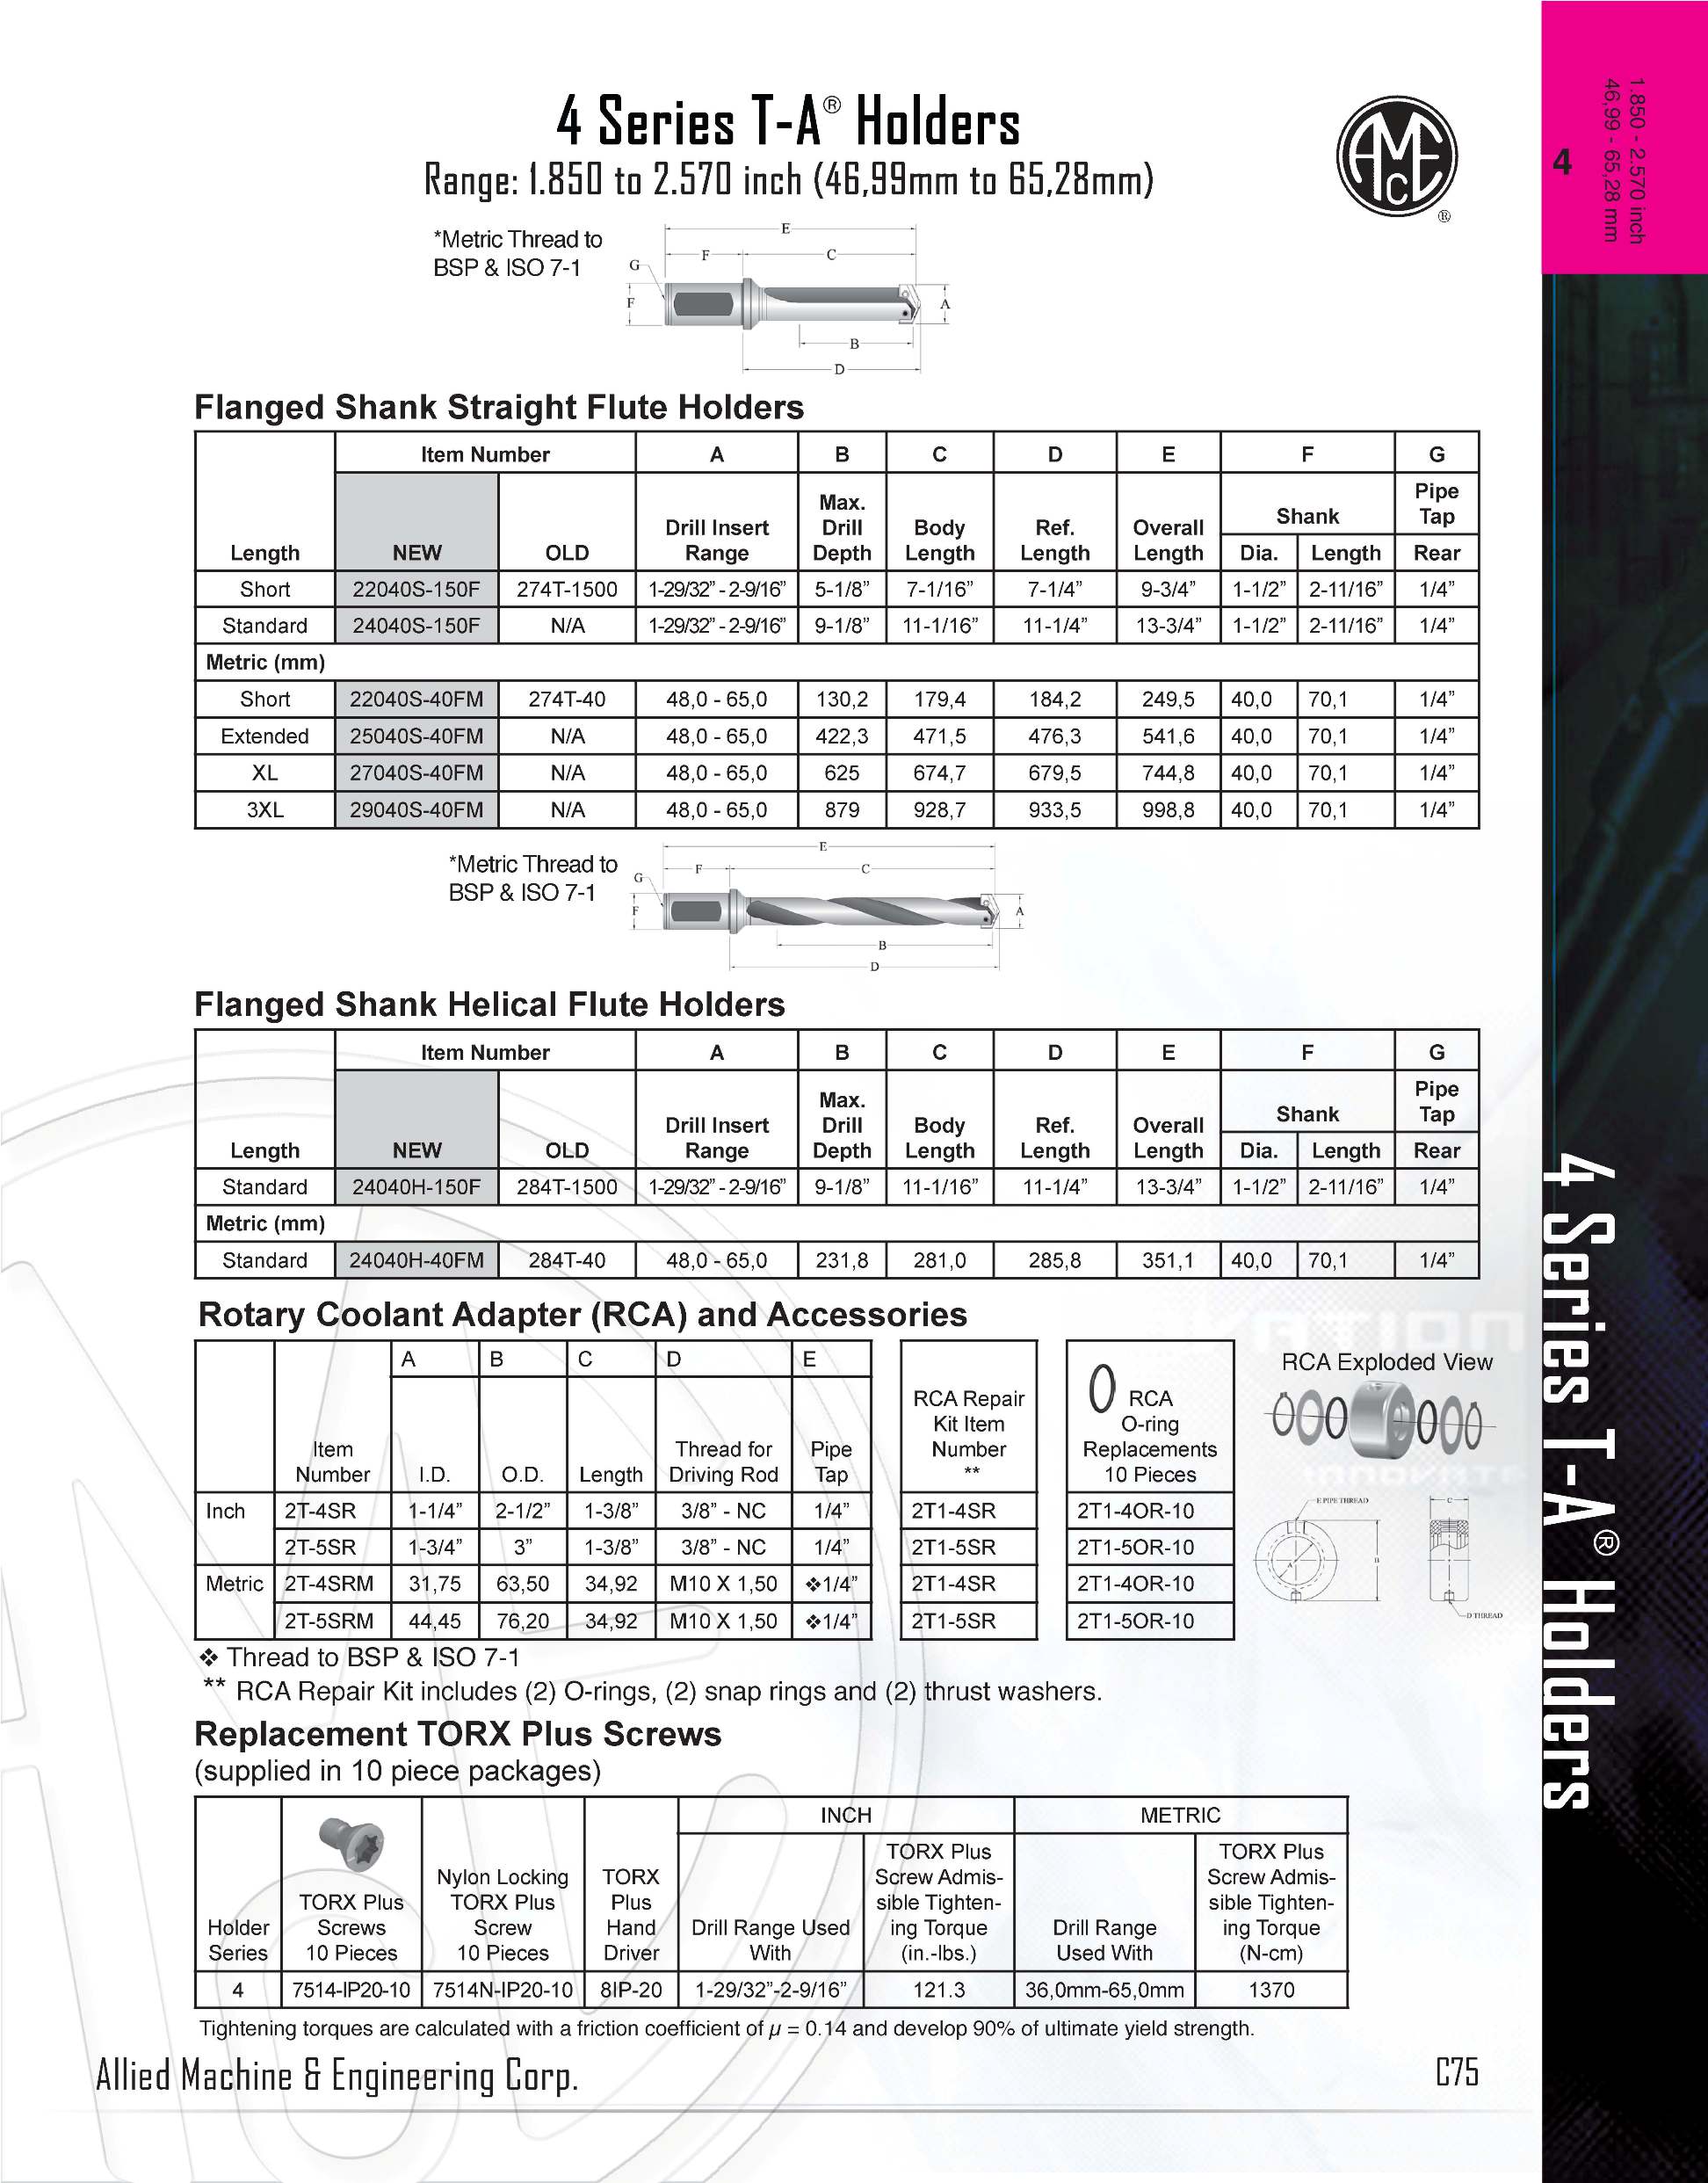 4 Series T-A® Holders
Range: 1.850 to 2.570 inch (46,99mm to 65,28mm)
AMEC ®
4
1.850 - 2.570 inch
46,99 - 65,28 mm
*Metric Thread to
BSP & ISO 7-1
E
F C
G
F A
B
D
Flanged Shank Straight Flute Holders
Item Number A B C D E F G
Length NEW OLD Drill Insert Range Max. Drill Depth Body Length Ref. Length Overall Length Shank Dia. Length Pipe Tap Rear
Short 22040S-150F 274T-1500 1-29/32” - 2-9/16” 5-1/8” 7-1/16” 7-1/4” 9-3/4” 1-1/2” 2-11/16” 1/4”
Standard 24040S-150F N/A 1-29/32” - 2-9/16” 9-1/8” 11-1/16” 11-1/4” 13-3/4” 1-1/2” 2-11/16” 1/4”
Metric (mm)
Short 22040S-40FM 274T-40 48,0 - 65,0 130,2 179,4 184,2 249,5 40,0 70,1 1/4”
Extended 25040S-40FM N/A 48,0 - 65,0 422,3 471,5 476,3 541,6 40,0 70,1 1/4”
XL 27040S-40FM N/A 48,0 - 65,0 625 674,7 679,5 744,8 40,0 70,1 1/4”
3XL 29040S-40FM N/A 48,0 - 65,0 879 928,7 933,5 998,8 40,0 70,1 1/4”
*Metric Thread to
BSP & ISO 7-1
E
F C
G
F A
B
D
Flanged Shank Helical Flute Holders
Item Number A B C D E F G
Length NEW OLD Drill Insert Range Max. Drill Depth Body Length Ref. Length Overall Length Shank Dia. Length Pipe Tap Rear
Standard 24040H-150F 284T-1500 1-29/32” - 2-9/16” 9-1/8” 11-1/16” 11-1/4” 13-3/4” 1-1/2” 2-11/16” 1/4”
Metric (mm)
Standard 24040H-40FM 284T-40 48,0 - 65,0 231,8 281,0 285,8 351,1 40,0 70,1 1/4”
Rotary Coolant Adapter (RCA) and Accessories
A B C D E
Item Number I.D. O.D. Length Thread for Driving Rod Pipe Tap RCA Repair Kit Item Number ** RCA O-ring Replacements 10 Pieces
Inch 2T-4SR 1-1/4” 2-1/2” 1-3/8” 3/8” - NC 1/4” 2T1-4SR 2T1-4OR-10
2T-5SR 1-3/4” 3” 1-3/8” 3/8” - NC 1/4” 2T1-5SR 2T1-5OR-10
Metric 2T-4SRM 31,75 63,50 34,92 M10 X 1,50 ❖1/4” 2T1-4SR 2T1-4OR-10
2T-5SRM 44,45 76,20 34,92 M10 X 1,50 ❖1/4” 2T1-5SR 2T1-5OR-10
RCA Exploded View
E PIPE THREAD
C
A
B
D THREAD
❖ Thread to BSP & ISO 7-1
** RCA Repair Kit includes (2) O-rings, (2) snap rings and (2) thrust washers.
Replacement TORX Plus Screws
(supplied in 10 piece packages)
INCH METRIC
Holder Series TORX Plus Screws 10 Pieces Nylon Locking TORX Plus Screw 10 Pieces TORX Plus Hand Driver Drill Range Used With TORX Plus Screw Admis-sible Tighten-ing Torque (in.-lbs.) Drill Range Used With TORX Plus Screw Admis-sible Tighten-ing Torque (N-cm)
4 7514-IP20-10 7514N-IP20-10 8IP-20 1-29/32”-2-9/16” 121.3 36,0mm-65,0mm 1370
Tightening torques are calculated with a friction coefficient of µ = 0.14 and develop 90% of ultimate yield strength.
Allied Machine & Engineering Corp.
C75
4 Series T-A® Holders